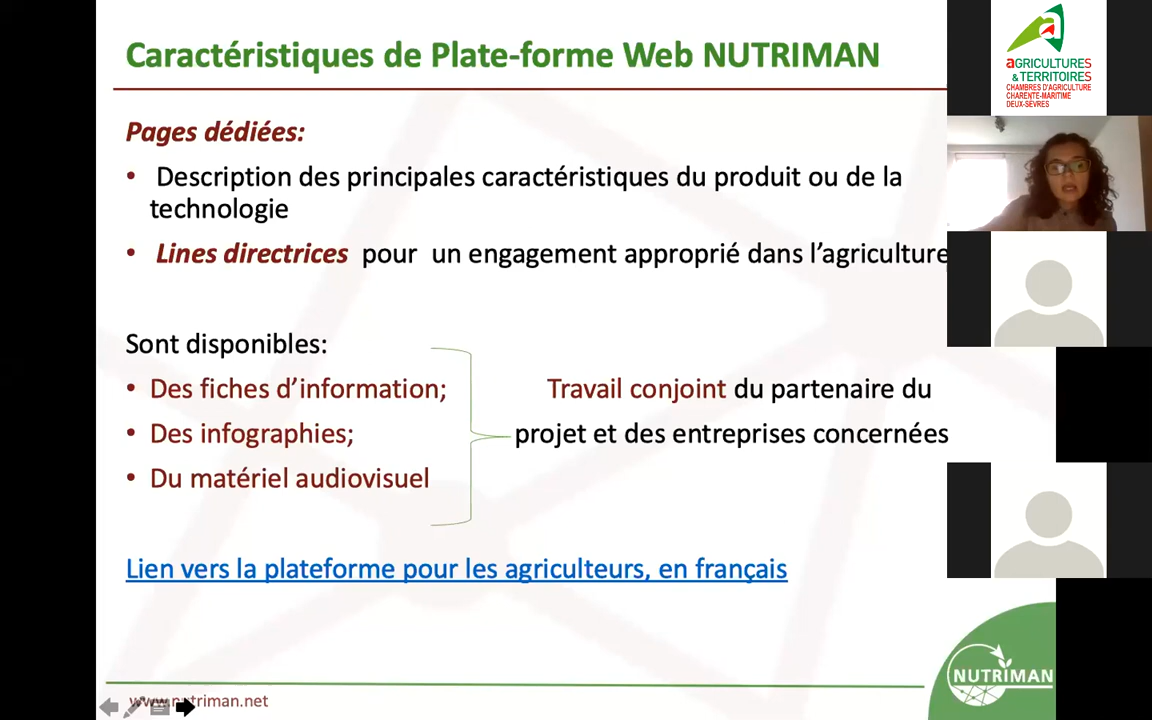 Caractéristiques de Plate-forme Web NUTRIMAN
Pages dédiées:
• Description des principales caractéristiques du produit ou de la
technologie
• Lines directrices pour un engagement approprié dans l’agriculture
Sont disponibles:
• Des fiches d’information;
• Des infographies;
• Du matériel audiovisuel
Travail conjoint du partenaire du
projet et des entreprises concernées
Lien vers la plateforme pour les agriculteurs, en français
www.nutriman.net
NUTRIMAN
AGRICULTURES
& TERRITOIRES
CHAMBRES D'AGRICULTURE
CHARENTE-MARITIME
DEUX-SÈVRES